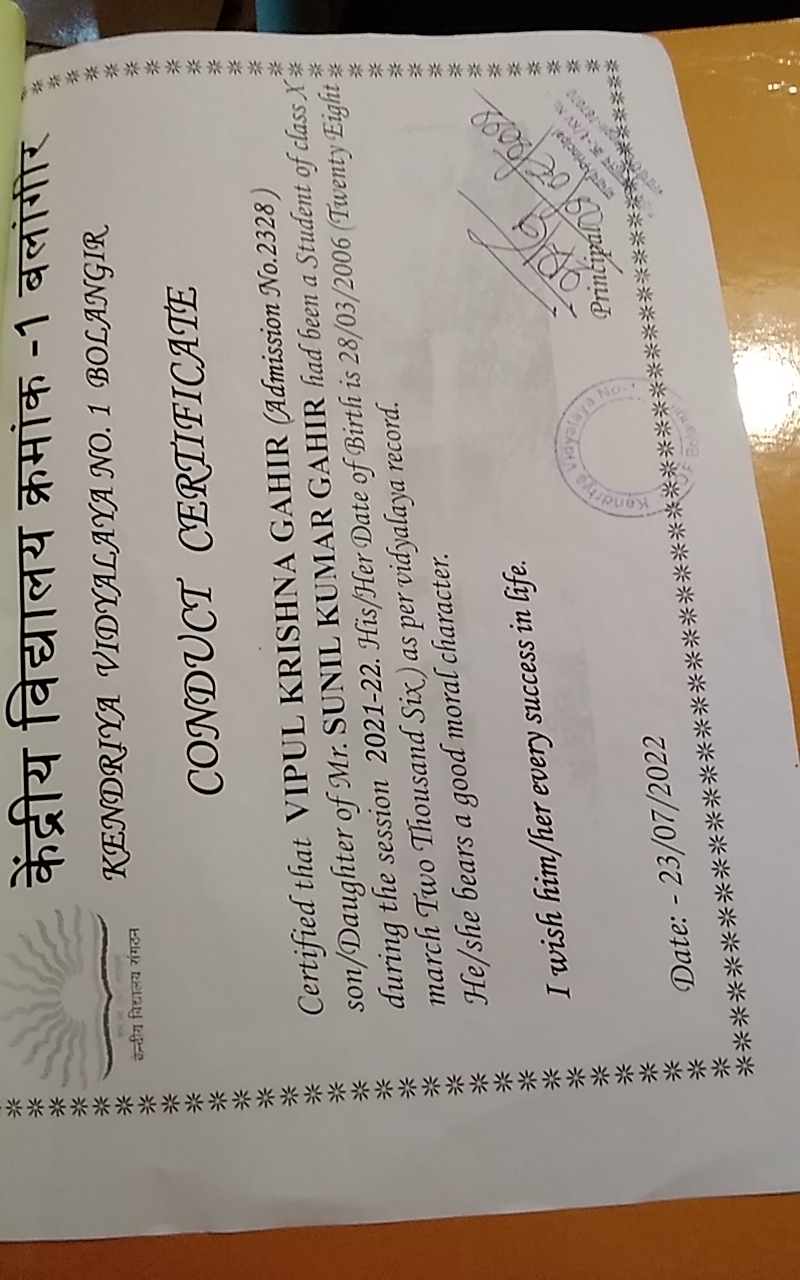 केंद्रीय विद्यालय क्रमांक -1 बलांगीर
KENDRIYA VIDYALAYA NO. 1 BOLANGIR
केन्द्रीय विद्यालय संगठन
CONDUCT CERTIFICATE
Certified that VIPUL KRISHNA GAHIR (Admission No.2328)
son/Daughter of Mr. SUNIL KUMAR GAHIR had been a Student of class X
during the session 2021-22. His/Her Date of Birth is 28/03/2006 (Twenty Eight
march Two Thousand Six) as per vidyalaya record.
He/she bears a good moral character.
I wish him/her every success in life.
Kendriya Vidyalaya No-
Principal
Date: - 23/07/2022